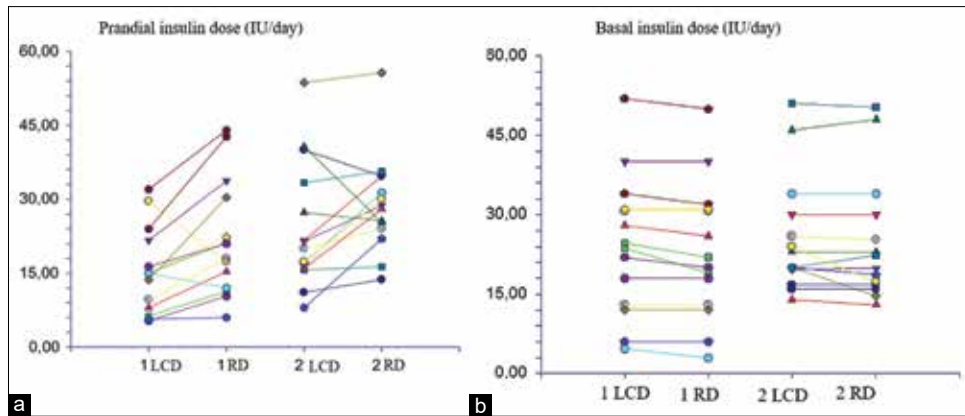 Prandial insulin dose (IU/day)
60,00
45,00
30,00
15,00
0,00
1 LCD
1 RD
2 LCD
2 RD
a
Basal insulin dose (IU/day)
60,00
45,00
30,00
15,00
0,00
1 LCD
1 RD
2 LCD
2 RD
b